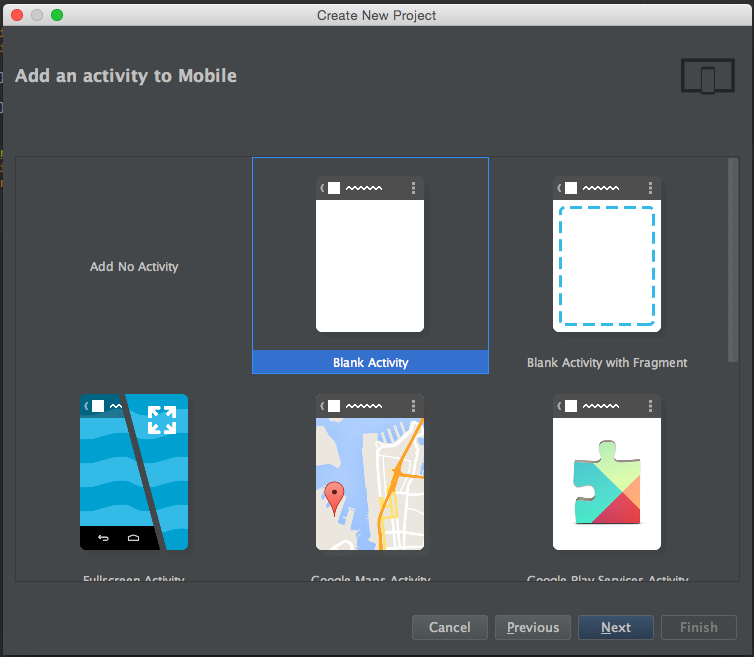 Create New Project
Add an activity to Mobile
Add No Activity
Blank Activity
Blank Activity with Fragment
Fullscreen Activity
Google Maps Activity
Google Play Services Activity
Cancel
Previous
Next
Finish